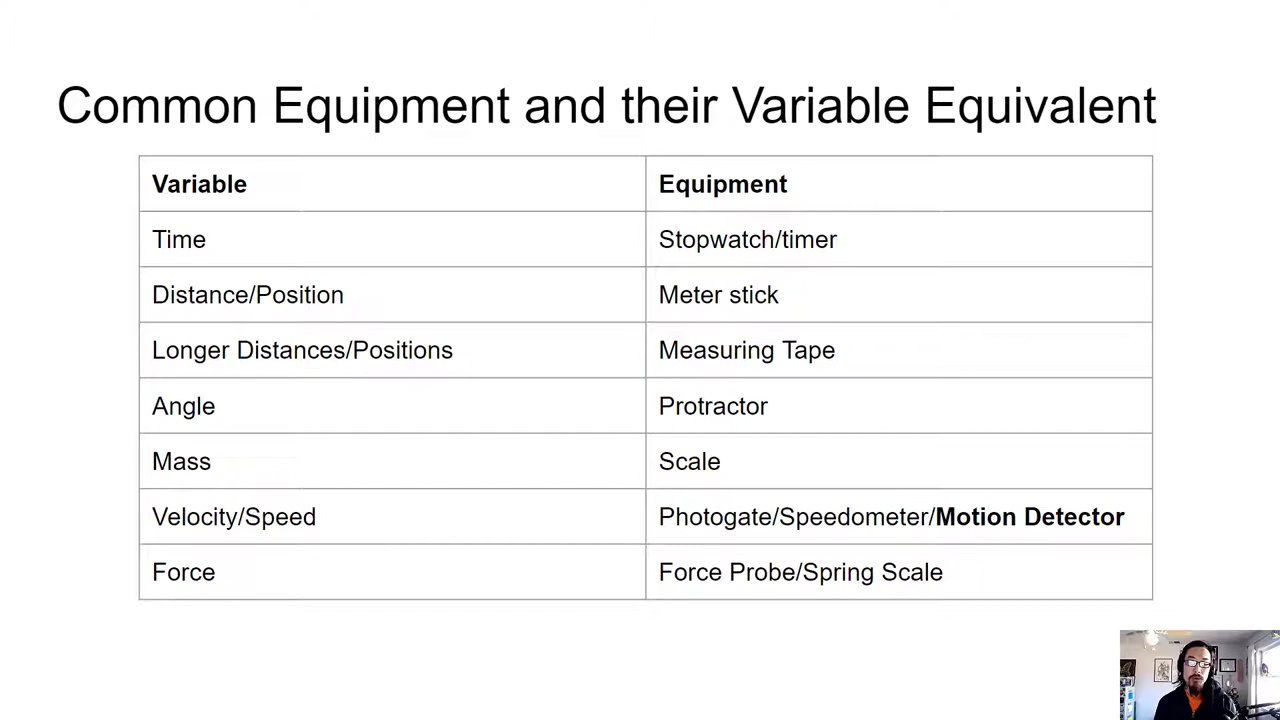 Common Equipment and their Variable Equivalent
Variable
Equipment
Time
Stopwatch/timer
Distance/Position
Meter stick
Longer Distances/Positions
Measuring Tape
Angle
Protractor
Mass
Scale
Velocity/Speed
Photogate/Speedometer/Motion Detector
Force
Force Probe/Spring Scale